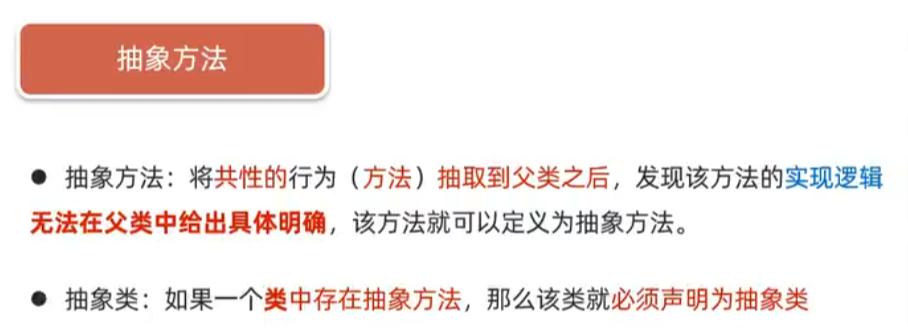 抽象方法
● 抽象方法：将共性的行为（方法）抽取到父类之后，发现该方法的实现逻辑
无法在父类中给出具体明确，该方法就可以定义为抽象方法。
● 抽象类：如果一个类中存在抽象方法，那么该类就必须声明为抽象类